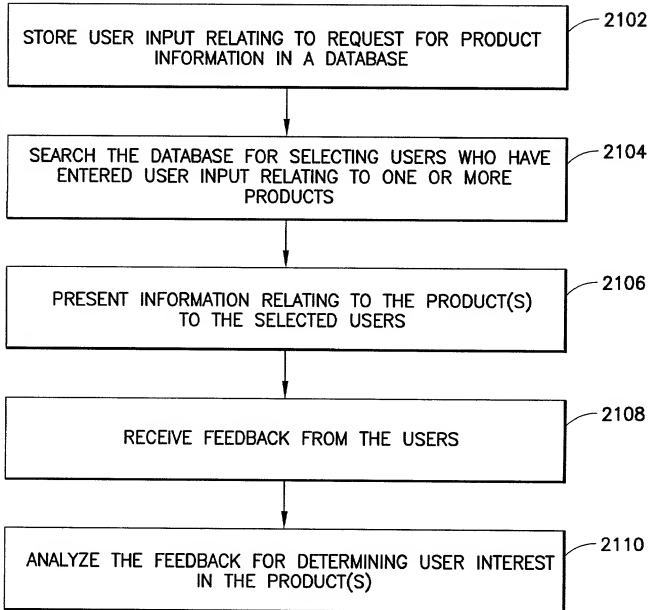 STORE USER INPUT RELATING TO REQUEST FOR PRODUCT
INFORMATION IN A DATABASE
2102
SEARCH THE DATABASE FOR SELECTING USERS WHO HAVE
ENTERED USER INPUT RELATING TO ONE OR MORE
PRODUCTS
2104
PRESENT INFORMATION RELATING TO THE PRODUCT(S)
TO THE SELECTED USERS
2106
RECEIVE FEEDBACK FROM THE USERS
2108
ANALYZE THE FEEDBACK FOR DETERMINING USER INTEREST
IN THE PRODUCT(S)
2110